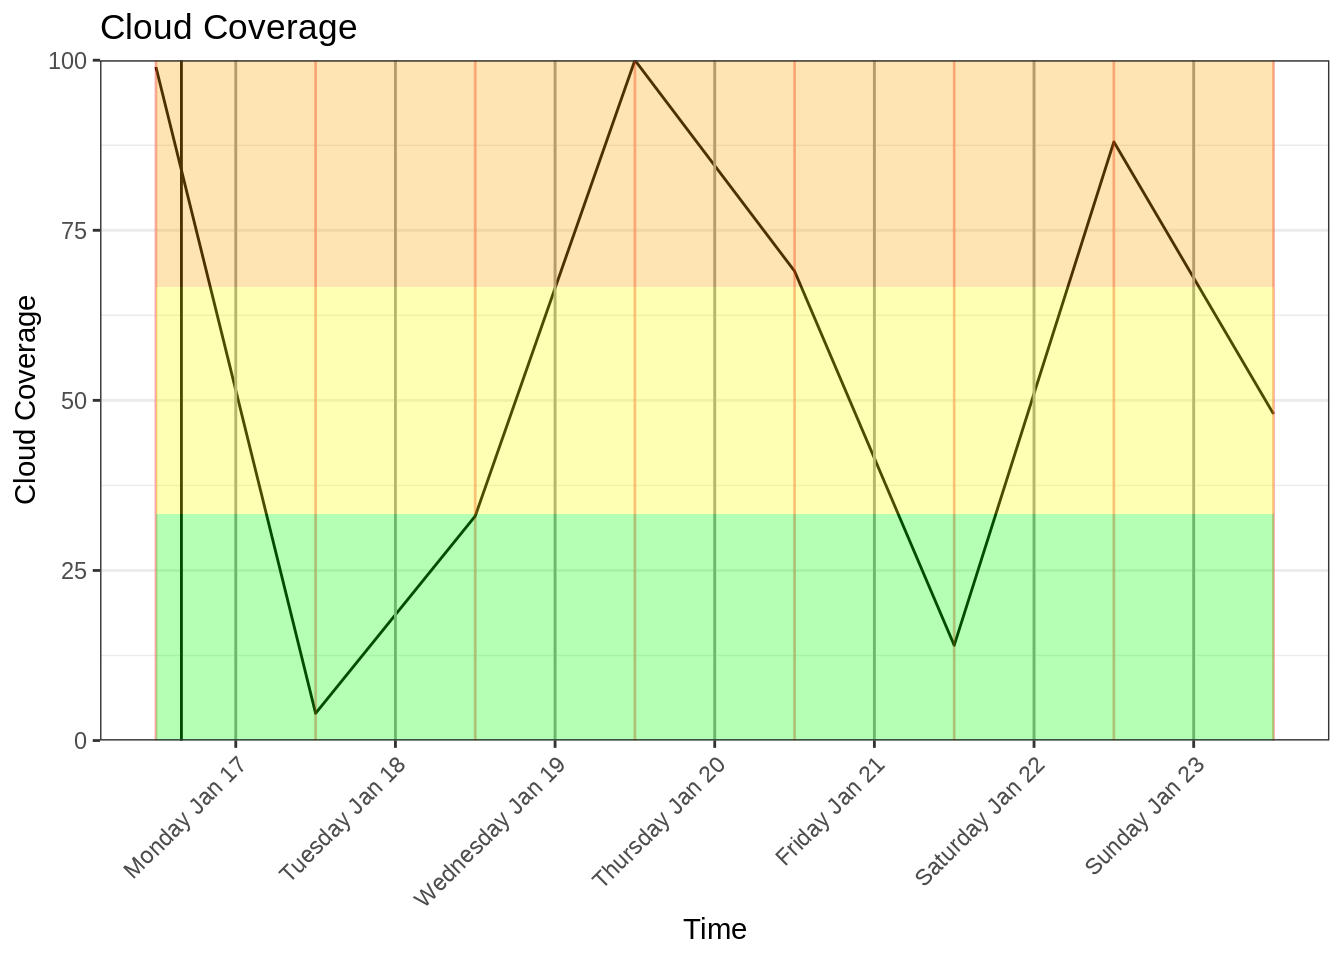 Cloud Coverage
Cloud Coverage
100
75
50
25
0
Monday Jan 17
Tuesday Jan 18
Wednesday Jan 19
Thursday Jan 20
Friday Jan 21
Saturday Jan 22
Sunday Jan 23
Time